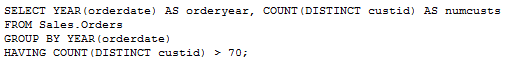 SELECT YEAR(orderdate) AS orderyear, COUNT(DISTINCT custid) AS numcusts
FROM Sales.Orders
GROUP BY YEAR(orderdate)
HAVING COUNT(DISTINCT custid) > 70;